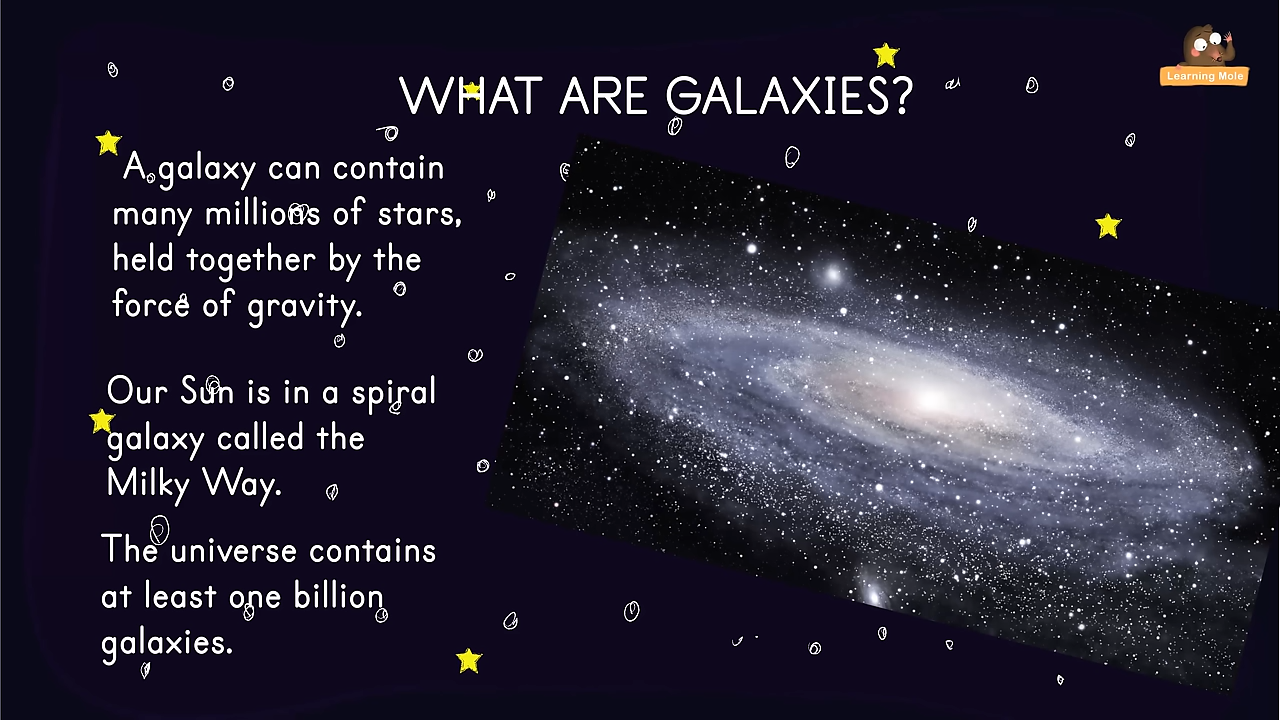 Learning Mole
WHAT ARE GALAXIES?
A galaxy can contain
many millions of stars,
held together by the
force of gravity.
Our Sun is in a spiral
galaxy called the
Milky Way.
The universe contains
at least one billion
galaxies.